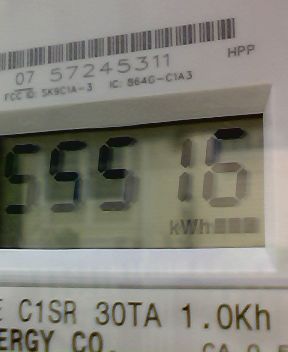 07 57245311
HPP
FCC ID: SK9C1A-3 IC: 864G-C1A3
55516
kWh
C1SR 30TA 1.0Kh
ERGY CO.